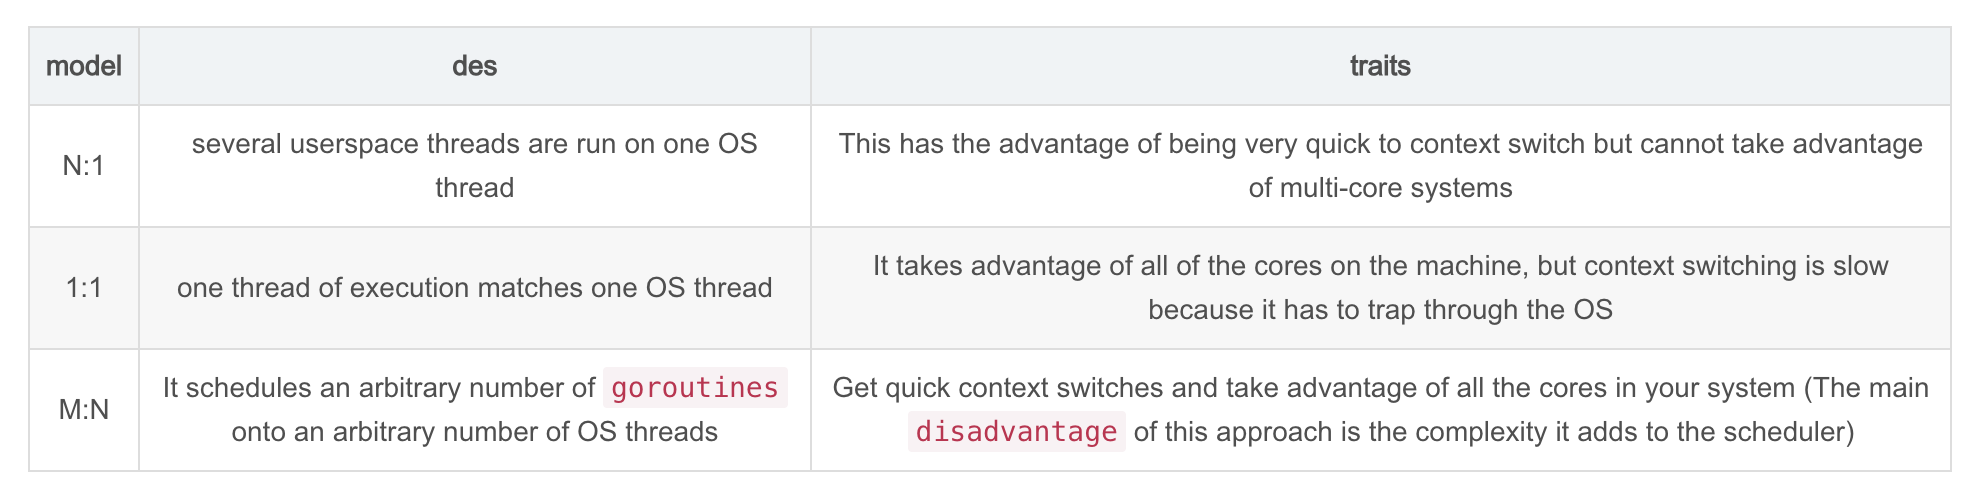 model
des
traits
N:1
several userspace threads are run on one OS
thread
This has the advantage of being very quick to context switch but cannot take advantage
of multi-core systems
1:1
one thread of execution matches one OS thread
It takes advantage of all of the cores on the machine, but context switching is slow
because it has to trap through the OS
M:N
It schedules an arbitrary number of goroutines
onto an arbitrary number of OS threads
Get quick context switches and take advantage of all the cores in your system (The main
disadvantage of this approach is the complexity it adds to the scheduler)